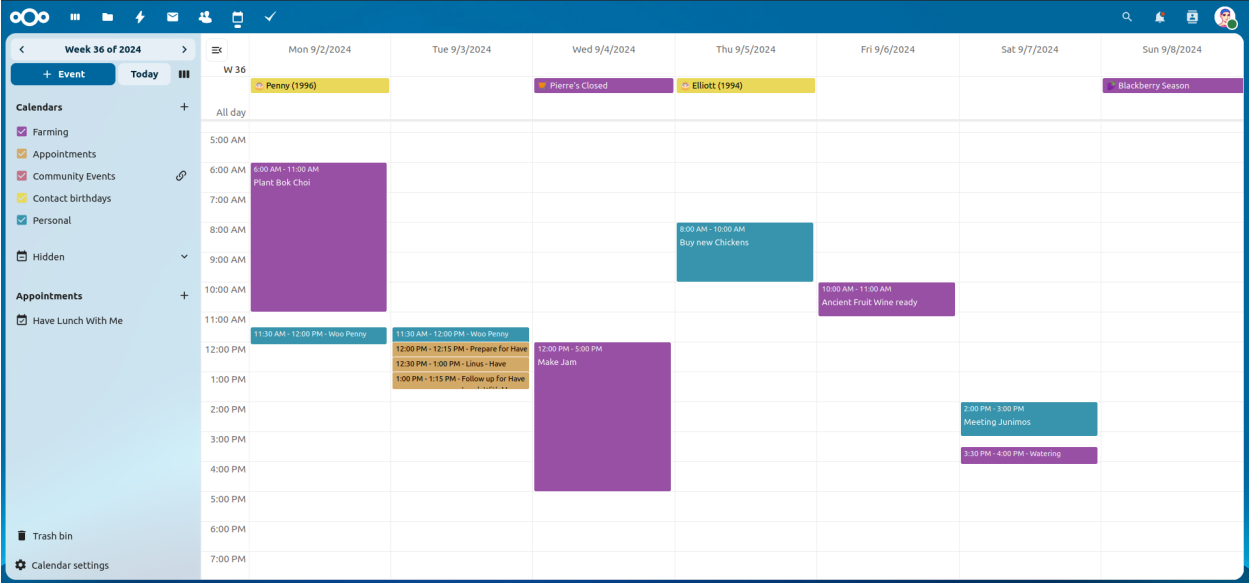 Week 36 of 2024
+ Event
Today
Calendars
Farming
Appointments
Community Events
Contact birthdays
Personal
Hidden
Appointments
Have Lunch With Me
Trash bin
Calendar settings
Mon 9/2/2024
Tue 9/3/2024
Wed 9/4/2024
Thu 9/5/2024
Fri 9/6/2024
Sat 9/7/2024
Sun 9/8/2024
W 36
Penny (1996)
Pierre's Closed
Elliott (1994)
Blackberry Season
All day
5:00 AM
6:00 AM
7:00 AM
8:00 AM
9:00 AM
10:00 AM
11:00 AM
12:00 PM
1:00 PM
2:00 PM
3:00 PM
4:00 PM
5:00 PM
6:00 PM
7:00 PM
6:00 AM - 11:00 AM
Plant Bok Choi
11:30 AM - 12:00 PM - Woo Penny
11:30 AM - 12:00 PM - Woo Penny
12:00 PM - 12:15 PM - Prepare for Have
12:30 PM - 1:00 PM - Linus - Have
1:00 PM - 1:15 PM - Follow up for Have
12:00 PM - 5:00 PM
Make Jam
8:00 AM - 10:00 AM
Buy new Chickens
10:00 AM - 11:00 AM
Ancient Fruit Wine ready
2:00 PM - 3:00 PM
Meeting Junimos
3:30 PM - 4:00 PM - Watering